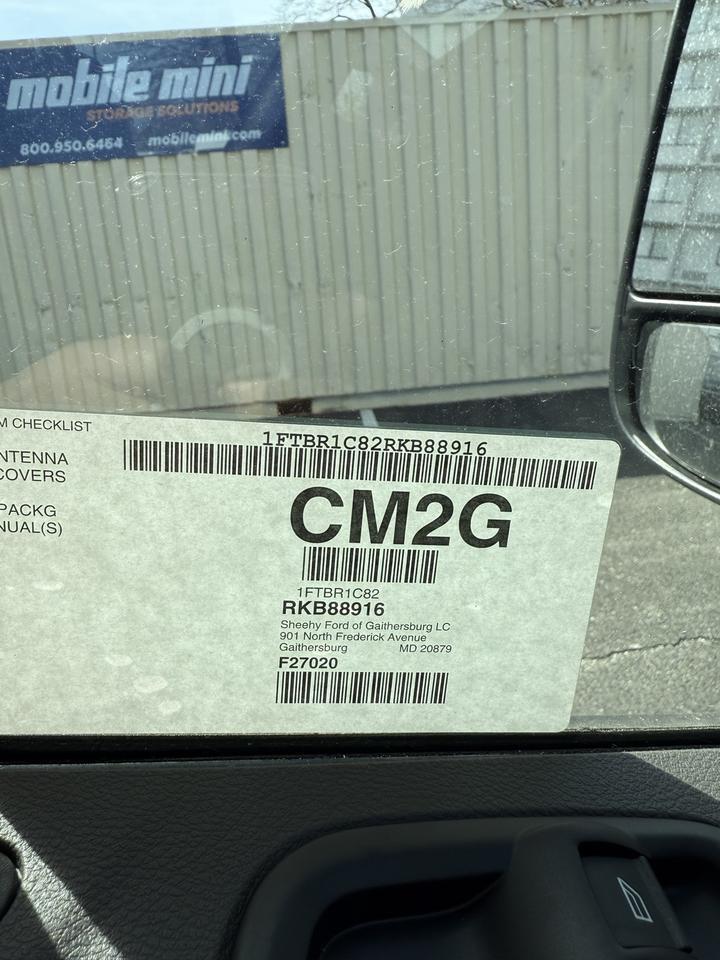 mobile mini
STORAGE SOLUTIONS
800.950.6464 mobilemini.com
M CHECKLIST
NTENNA
COVERS
PACKG
NUAL(S)
1FTBR1C82RKB88916
CM2G
1FTBR1C82
RKB88916
Sheehy Ford of Gaithersburg LC
901 North Frederick Avenue
Gaithersburg MD 20879
F27020